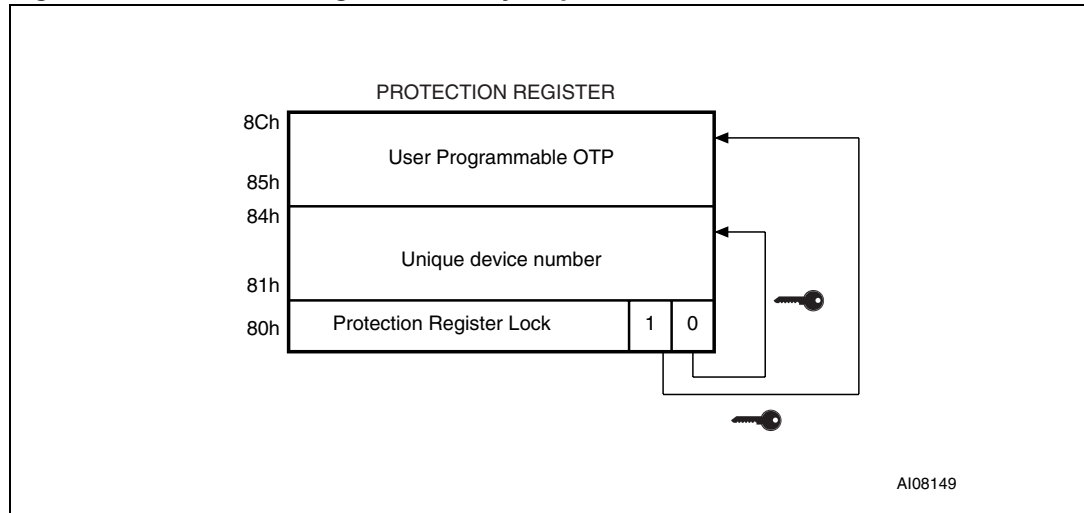 PROTECTION REGISTER
8Ch
User Programmable OTP
85h
84h
Unique device number
81h
80h Protection Register Lock 1 0
AI08149